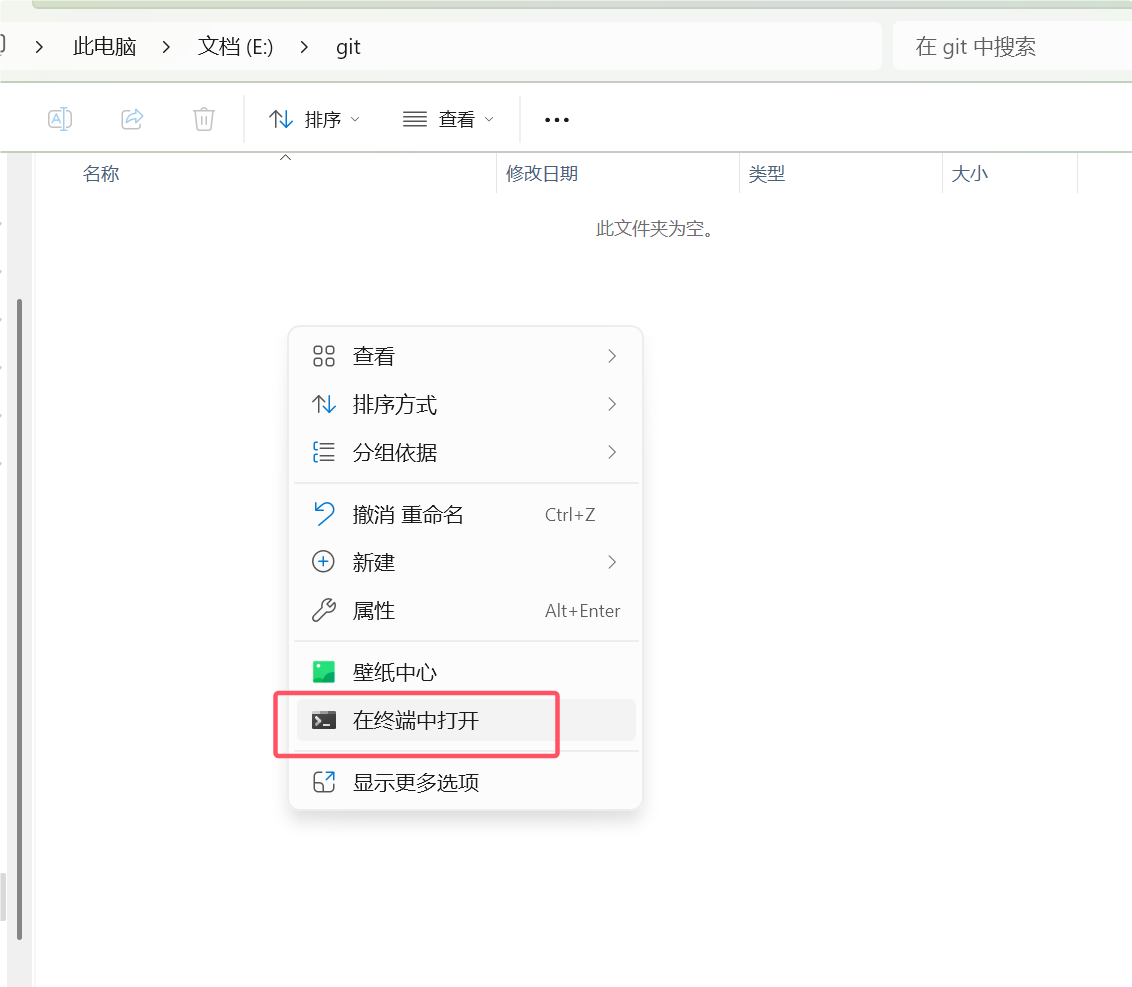 此电脑 > 文档 (E:) > git
在 git 中搜索
排序 查看 ...
名称 修改日期 类型 大小
此文件夹为空。
查看
排序方式
分组依据
撤消 重命名 Ctrl+Z
新建
属性 Alt+Enter
壁纸中心
在终端中打开
显示更多选项